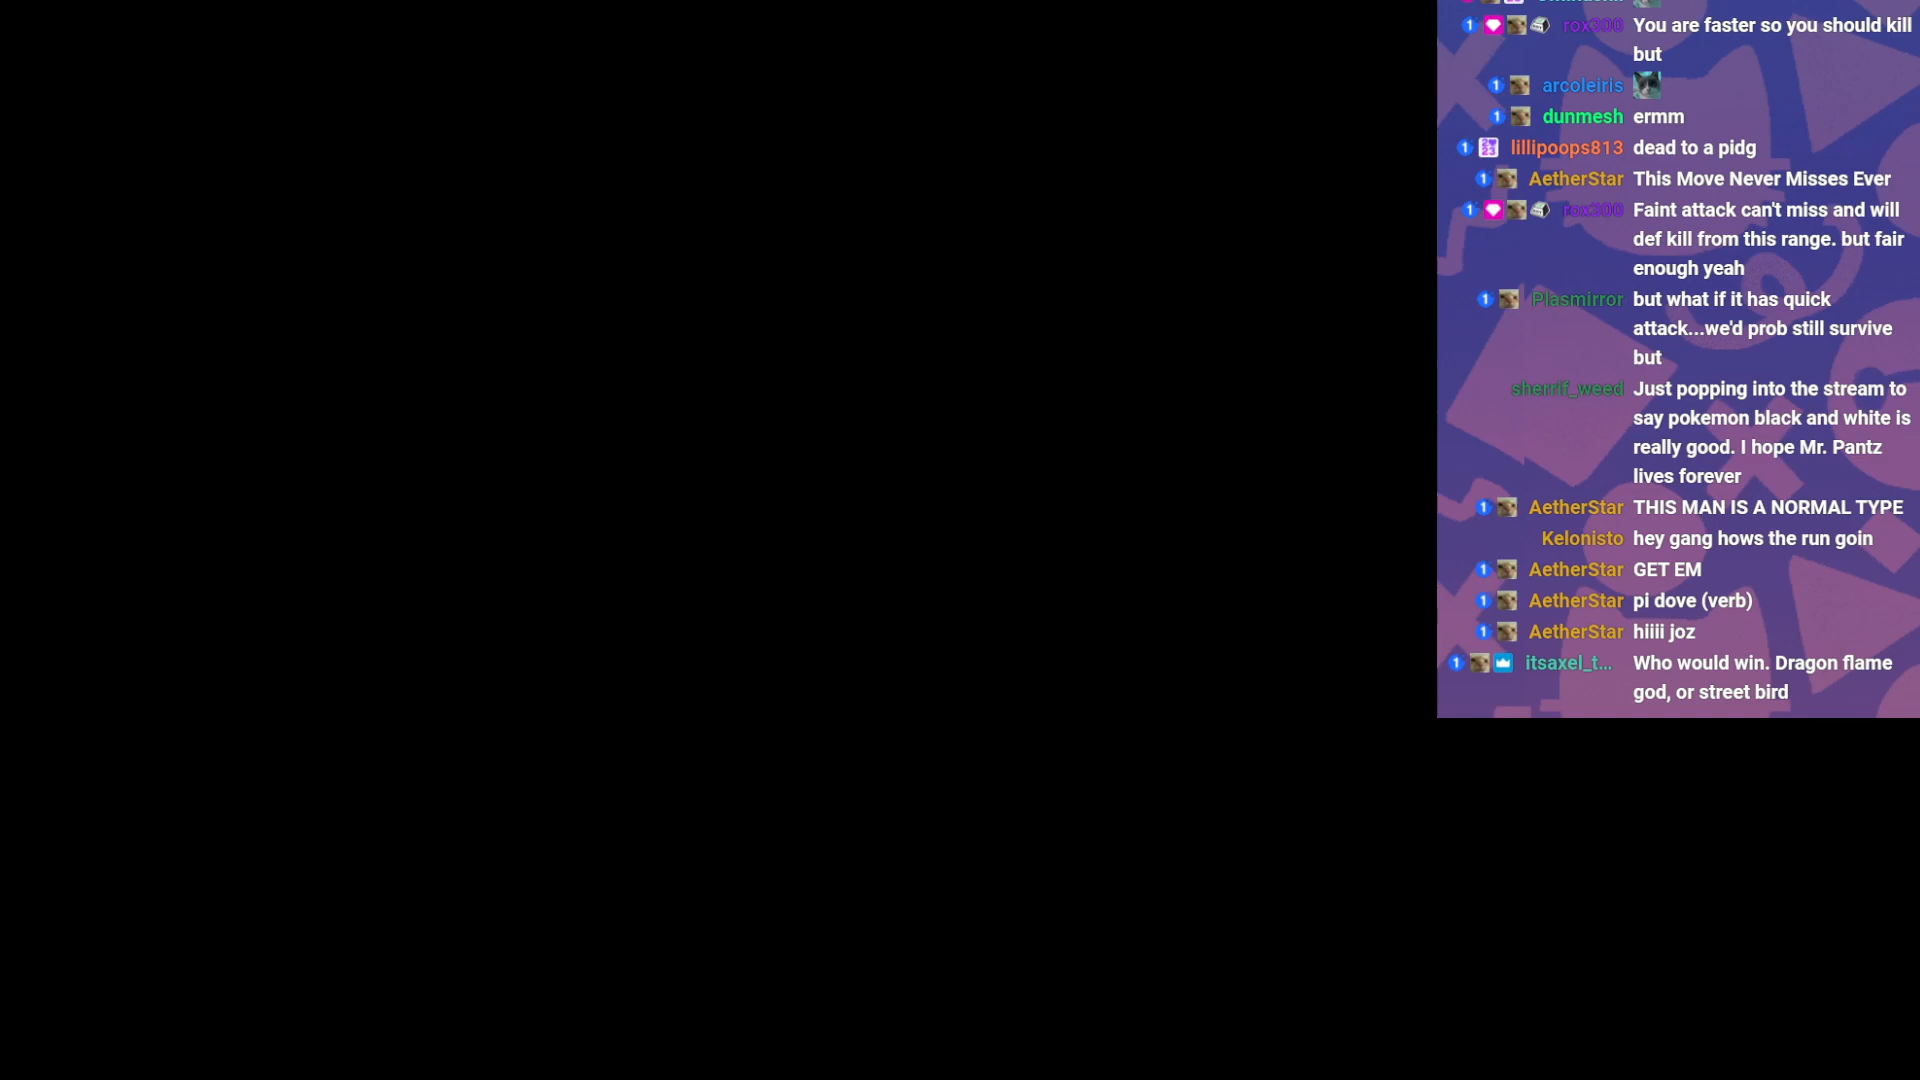 rox300 You are faster so you should kill
but
arcoleiris
dunmesh ermm
lillipoops813 dead to a pidg
AetherStar This Move Never Misses Ever
rox300 Faint attack can't miss and will
def kill from this range. but fair
enough yeah
Plasmirror but what if it has quick
attack...we'd prob still survive
but
sherrif_weed Just popping into the stream to
say pokemon black and white is
really good. I hope Mr. Pantz
lives forever
AetherStar THIS MAN IS A NORMAL TYPE
Kelonisto hey gang hows the run goin
AetherStar GET EM
AetherStar pi dove (verb)
AetherStar hiiii joz
itsaxel_t... Who would win. Dragon flame
god, or street bird